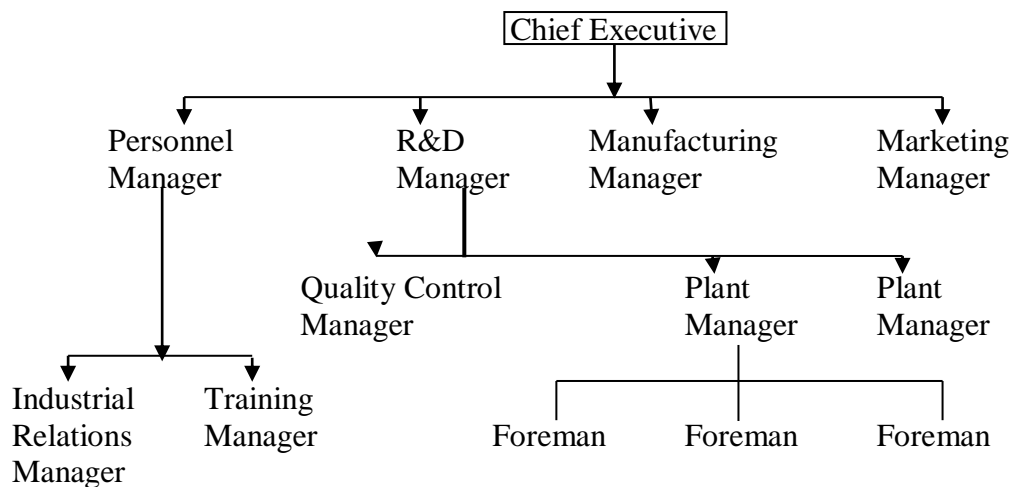 Chief Executive
Personnel
Manager
R&D
Manager
Manufacturing
Manager
Marketing
Manager
Quality Control
Manager
Plant
Manager
Plant
Manager
Industrial
Relations
Manager
Training
Manager
Foreman
Foreman
Foreman